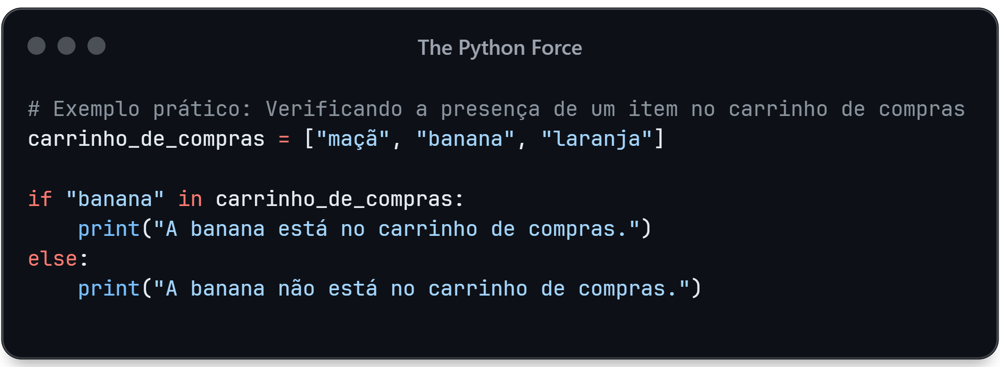 The Python Force
# Exemplo prático: Verificando a presença de um item no carrinho de compras
carrinho_de_compras = ["maçã", "banana", "laranja"]
if "banana" in carrinho_de_compras:
    print("A banana está no carrinho de compras.")
else:
    print("A banana não está no carrinho de compras.")